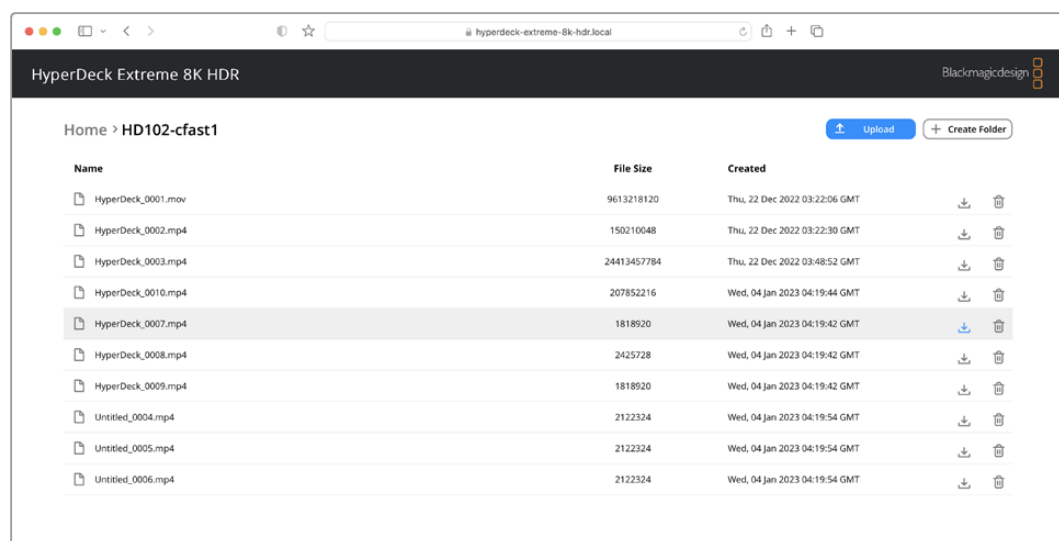 hyperdeck-extreme-8k-hdr.local
HyperDeck Extreme 8K HDR
Blackmagicdesign
Home > HD102-cfast1
Upload
+ Create Folder
Name File Size Created
HyperDeck_0001.mov 9613218120 Thu, 22 Dec 2022 03:22:06 GMT
HyperDeck_0002.mp4 150210048 Thu, 22 Dec 2022 03:22:30 GMT
HyperDeck_0003.mp4 24413457784 Thu, 22 Dec 2022 03:48:52 GMT
HyperDeck_0010.mp4 207852216 Wed, 04 Jan 2023 04:19:44 GMT
HyperDeck_0007.mp4 1818920 Wed, 04 Jan 2023 04:19:42 GMT
HyperDeck_0008.mp4 2425728 Wed, 04 Jan 2023 04:19:42 GMT
HyperDeck_0009.mp4 1818920 Wed, 04 Jan 2023 04:19:42 GMT
Untitled_0004.mp4 2122324 Wed, 04 Jan 2023 04:19:54 GMT
Untitled_0005.mp4 2122324 Wed, 04 Jan 2023 04:19:54 GMT
Untitled_0006.mp4 2122324 Wed, 04 Jan 2023 04:19:54 GMT